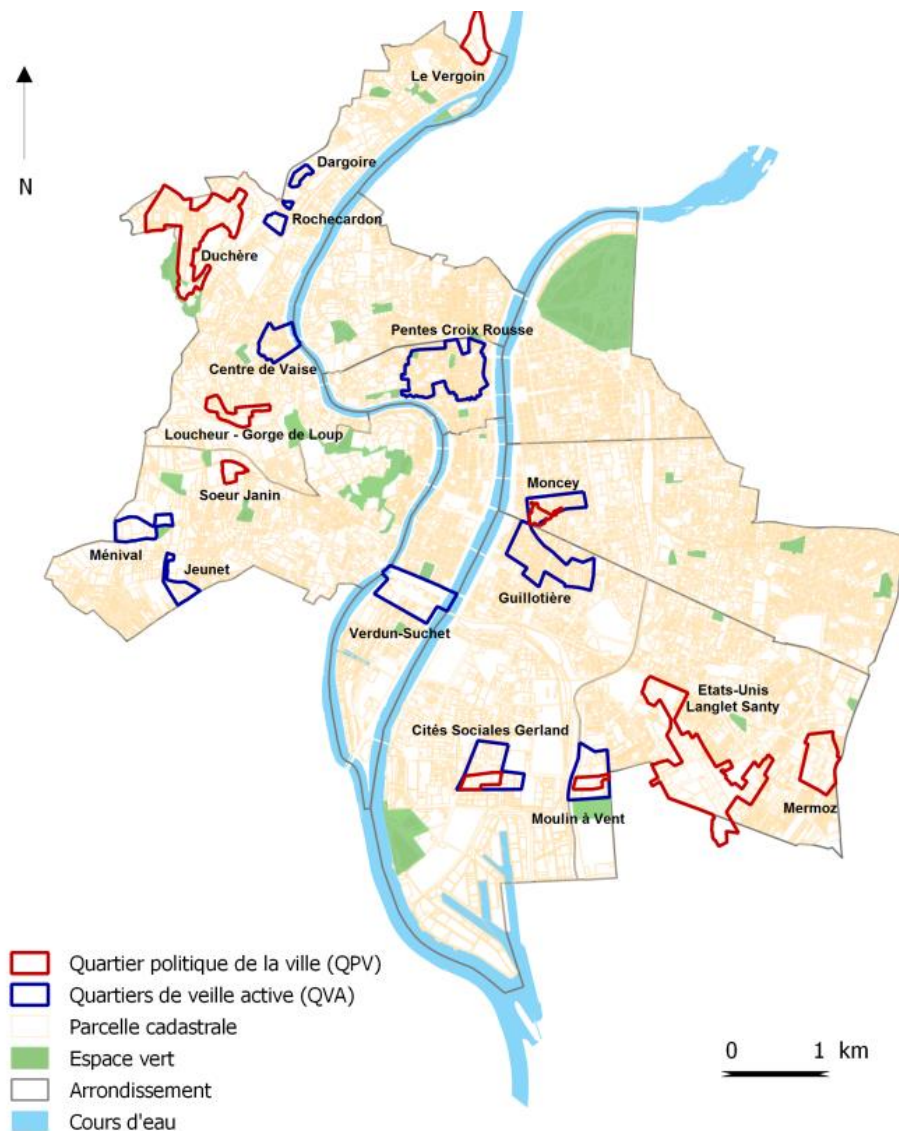 Le Vergoin
Dargoire
N
Rochecardon
Duchère
Pentes Croix Rousse
Centre de Vaise
Loucheur - Gorge de Loup
Soeur Janin
Moncey
Ménival
Jeunet
Guillotière
Verdun-Suchet
Etats-Unis
Langlet Santy
Cités Sociales Gerland
Mermoz
Moulin à Vent
Quartier politique de la ville (QPV)
Quartiers de veille active (QVA)
Parcelle cadastrale
Espace vert
Arrondissement
Cours d'eau
0 1 km